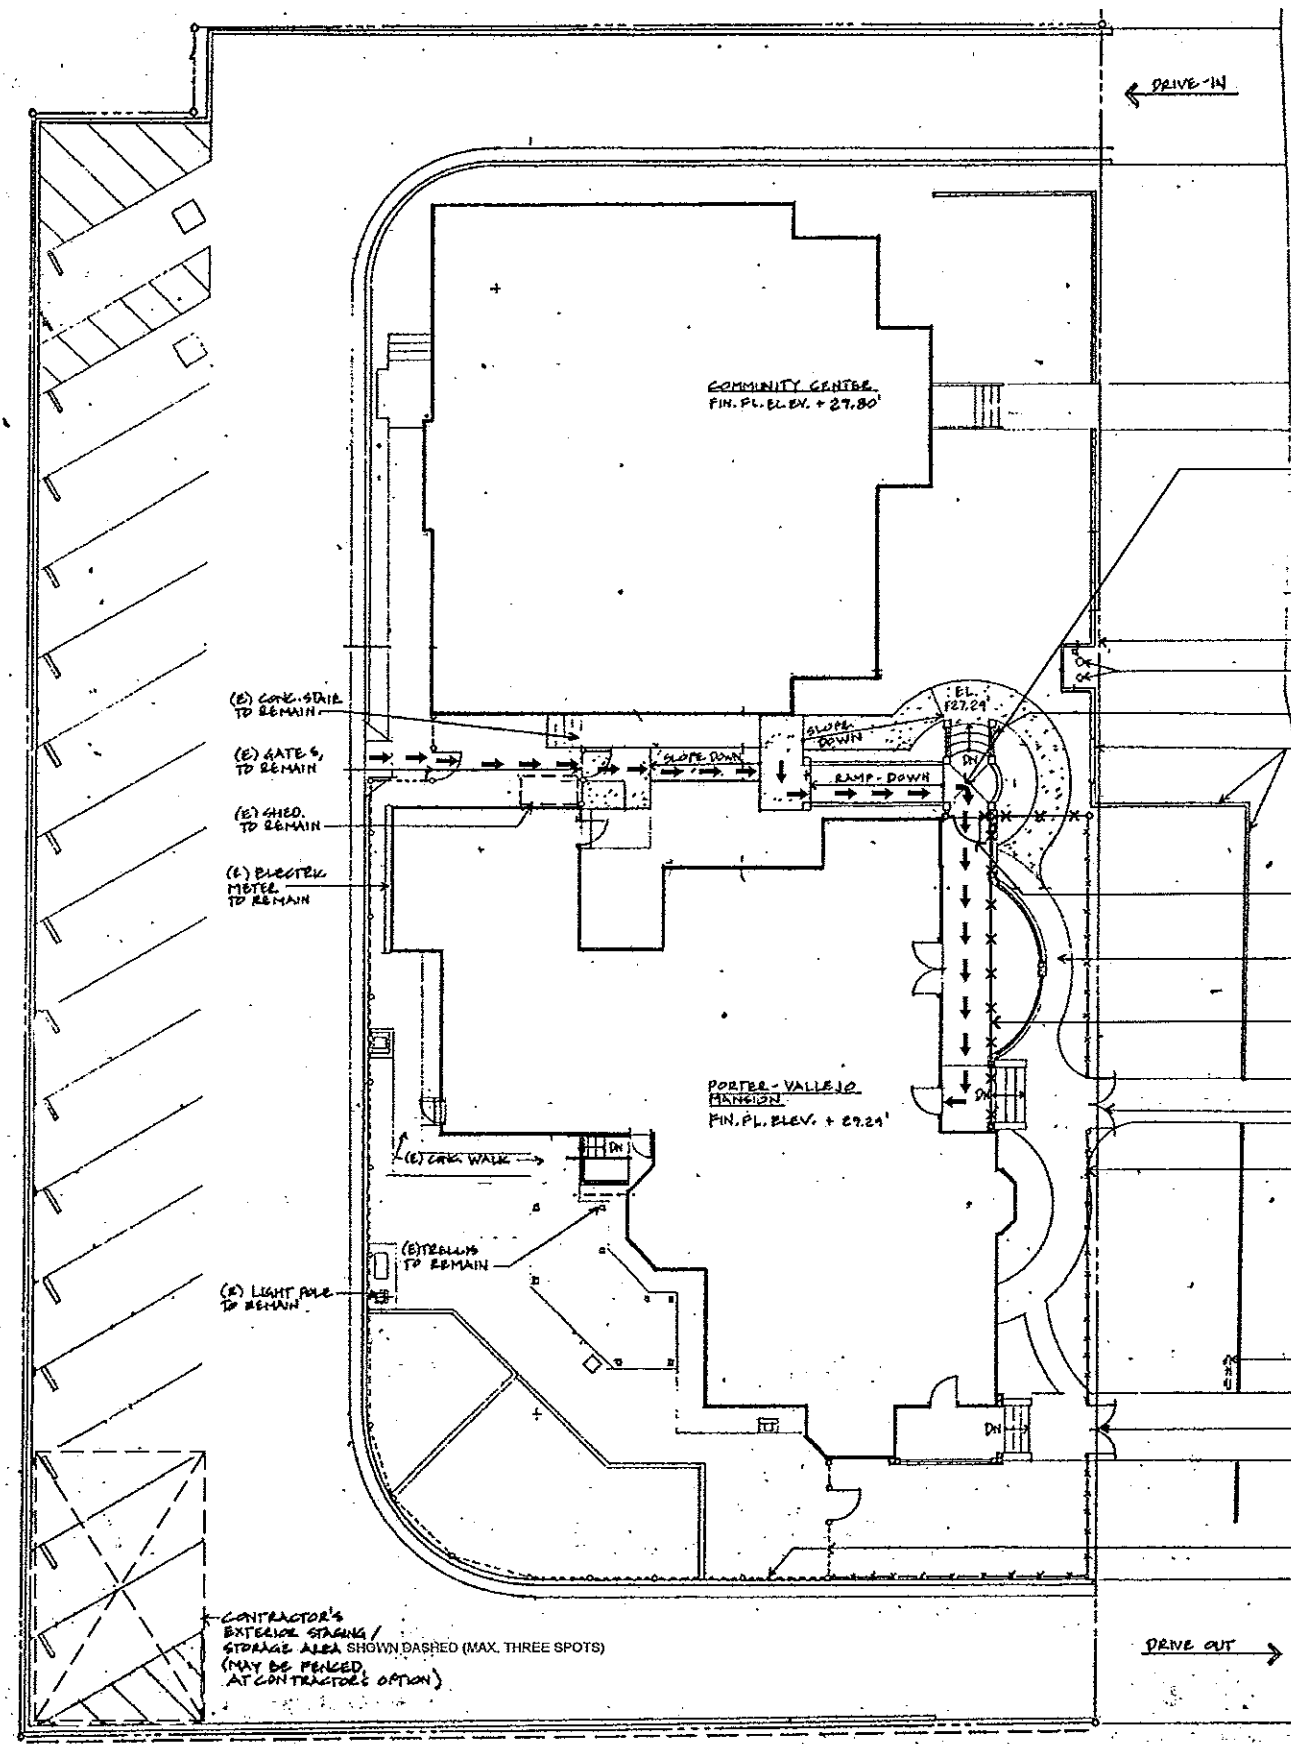 DRIVE-IN
COMMUNITY CENTER
FIN. FL. ELEV. + 29.80'
(E) CONC. STAIR
TO REMAIN
EL.
+27.29'
SLOPE
DOWN
(E) GATES,
TO REMAIN
SLOPE DOWN
DN
RAMP-DOWN
(E) SHED.
TO REMAIN
(E) ELECTRIC
METER
TO REMAIN
PORTER-VALLEJO
MANSION
FIN. FL. ELEV. + 29.29'
DN
DN
(E) CONC. WALK
(E) TRELLIS
TO REMAIN
(E) LIGHT POLE
TO REMAIN
DN
CONTRACTOR'S
EXTERIOR STAGING /
STORAGE AREA SHOWN DASHED (MAX. THREE SPOTS)
(MAY BE FENCED,
AT CONTRACTOR'S OPTION)
DRIVE OUT